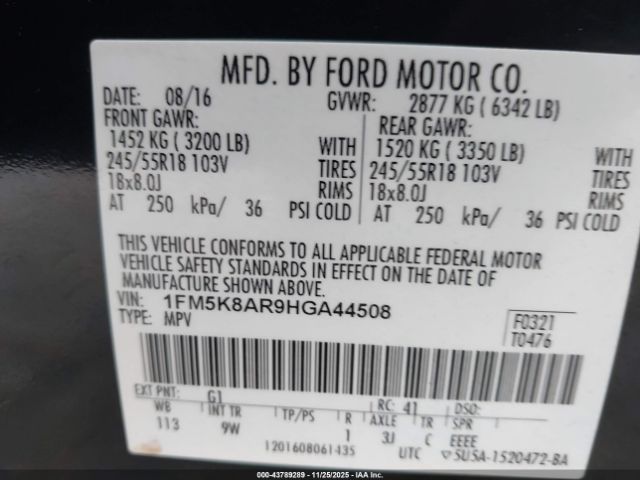 MFD. BY FORD MOTOR CO.
DATE: 08/16 GVWR: 2877 KG ( 6342 LB)
FRONT GAWR: REAR GAWR:
1452 KG ( 3200 LB) WITH 1520 KG ( 3350 LB) WITH
245/55R18 103V TIRES 245/55R18 103V TIRES
18x8.0J RIMS 18x8.0J RIMS
AT 250 kPa/ 36 PSI COLD AT 250 kPa/ 36 PSI COLD
THIS VEHICLE CONFORMS TO ALL APPLICABLE FEDERAL MOTOR
VEHICLE SAFETY STANDARDS IN EFFECT ON THE DATE OF
MANUFACTURE SHOWN ABOVE.
VIN: 1FM5K8AR9HGA44508
TYPE: MPV
F0321
T0476
EXT PNT: G1 RC: 41 DSO:
WB INT TR TP/PS R AXLE TR SPR
113 9W 1 3J C EEEE
1201608061435 UTC ▽5U5A-1520472-BA
000-43789289 - 11/25/2025 - IAAI